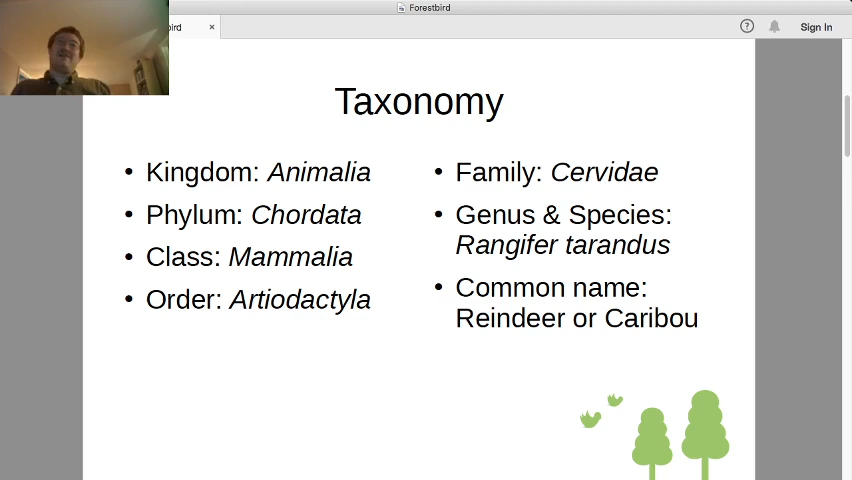 Forestbird
bird × ? Sign In
Taxonomy
• Kingdom: Animalia
• Phylum: Chordata
• Class: Mammalia
• Order: Artiodactyla
• Family: Cervidae
• Genus & Species:
Rangifer tarandus
• Common name:
Reindeer or Caribou